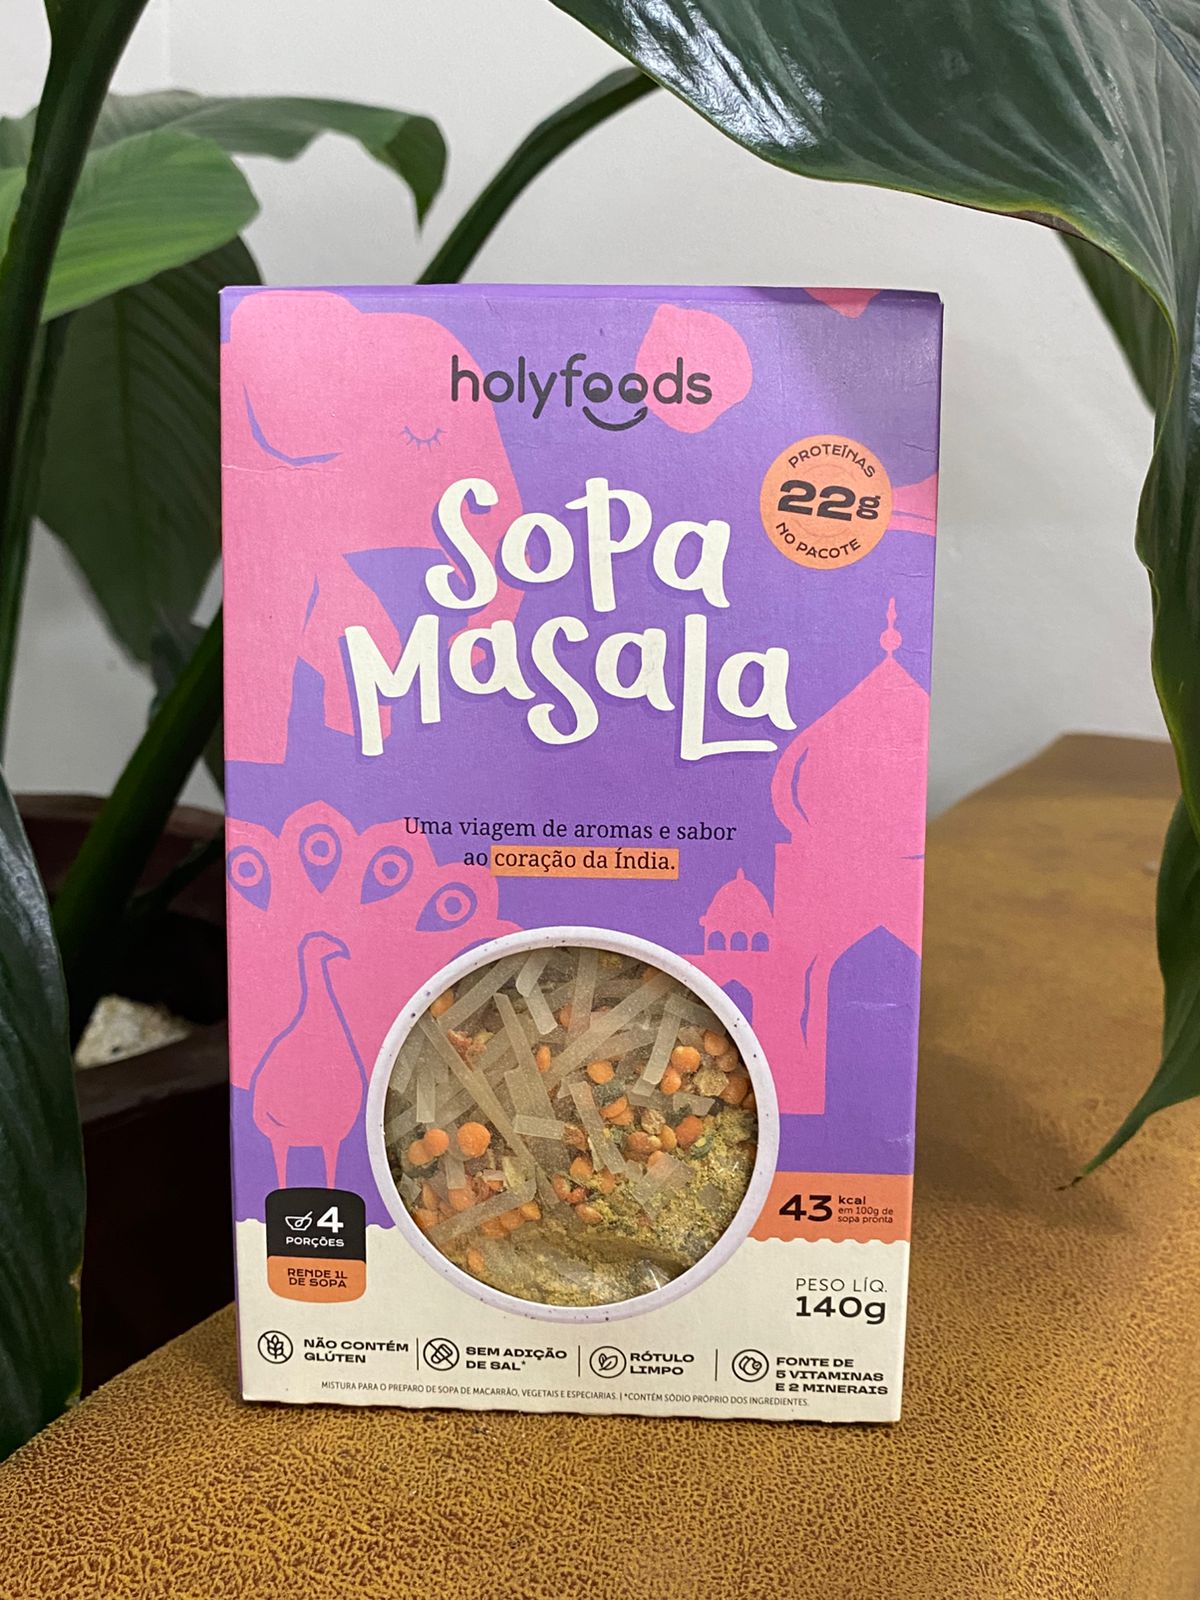 holyfoods
PROTEÍNAS
22g
NO PACOTE
Sopa
Masala
Uma viagem de aromas e sabor
ao coração da Índia.
4
PORÇÕES
RENDE 1L
DE SOPA
43 kcal
em 100g de
sopa pronta
PESO LÍQ.
140g
NÃO CONTÉM
GLÚTEN
SEM ADIÇÃO
DE SAL*
RÓTULO
LIMPO
FONTE DE
5 VITAMINAS
E 2 MINERAIS
MISTURA PARA O PREPARO DE SOPA DE MACARRÃO, VEGETAIS E ESPECIARIAS. | *CONTÉM SÓDIO PRÓPRIO DOS INGREDIENTES.